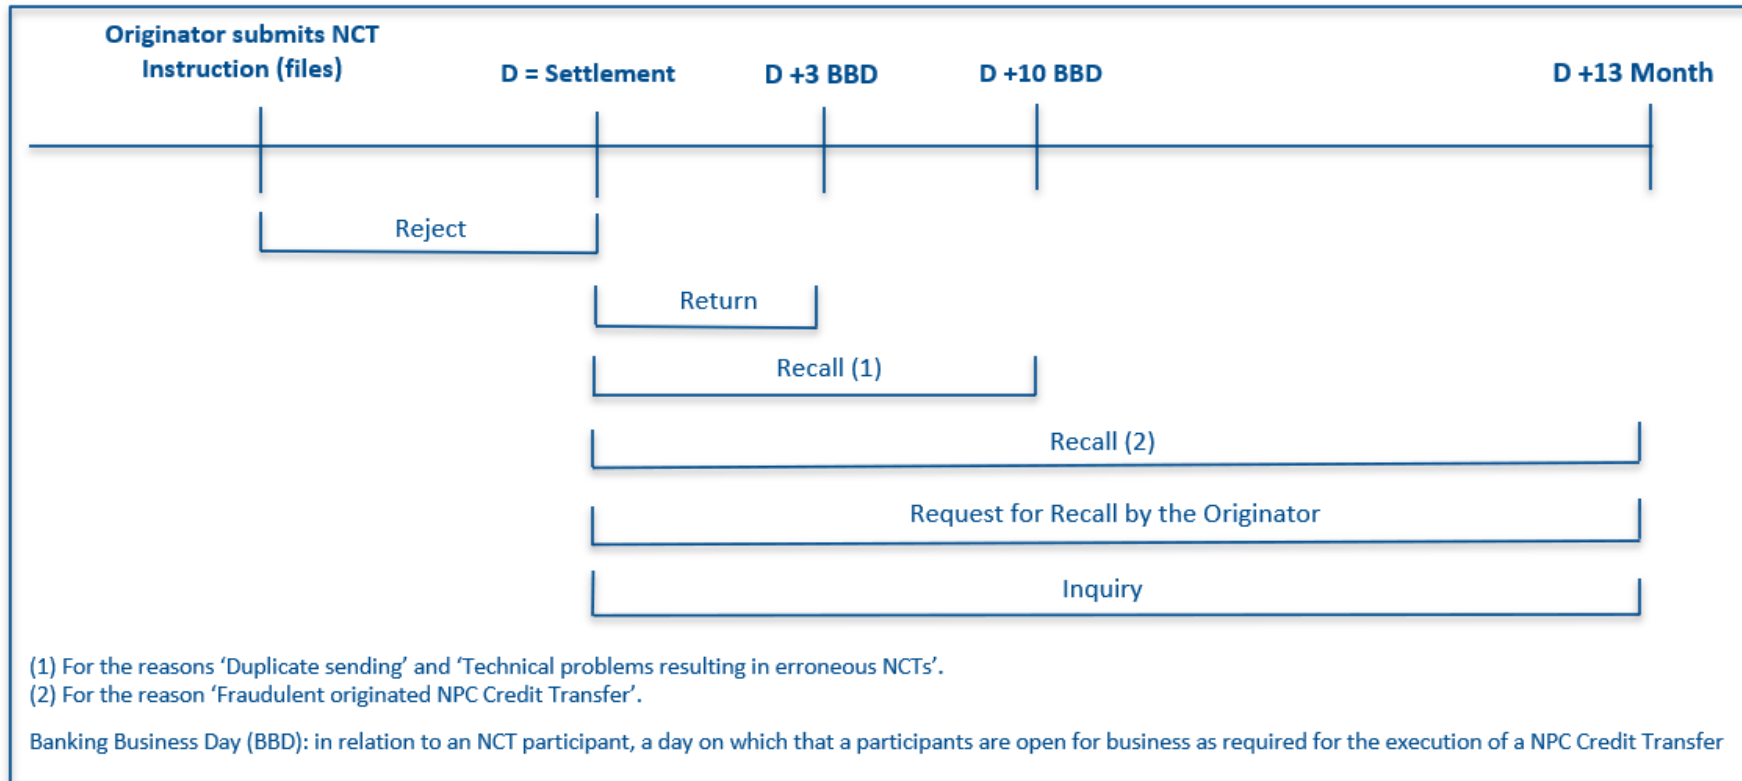 Originator submits NCT
Instruction (files)
D = Settlement
D +3 BBD
D +10 BBD
D +13 Month
Reject
Return
Recall (1)
Recall (2)
Request for Recall by the Originator
Inquiry
(1) For the reasons ‘Duplicate sending’ and ‘Technical problems resulting in erroneous NCTs’.
(2) For the reason ‘Fraudulent originated NPC Credit Transfer’.
Banking Business Day (BBD): in relation to an NCT participant, a day on which that a participants are open for business as required for the execution of a NPC Credit Transfer